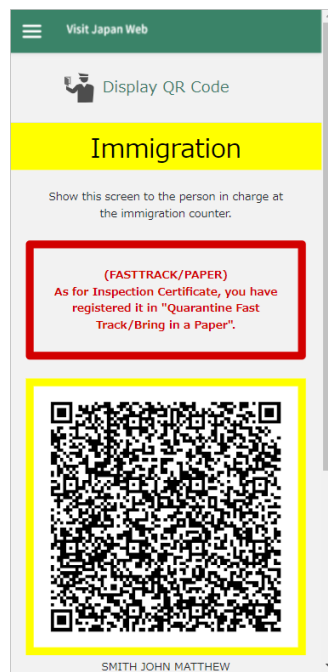 Visit Japan Web
Display QR Code
Immigration
Show this screen to the person in charge at
the immigration counter.
(FASTTRACK/PAPER)
As for Inspection Certificate, you have
registered it in "Quarantine Fast
Track/Bring in a Paper".
SMITH JOHN MATTHEW